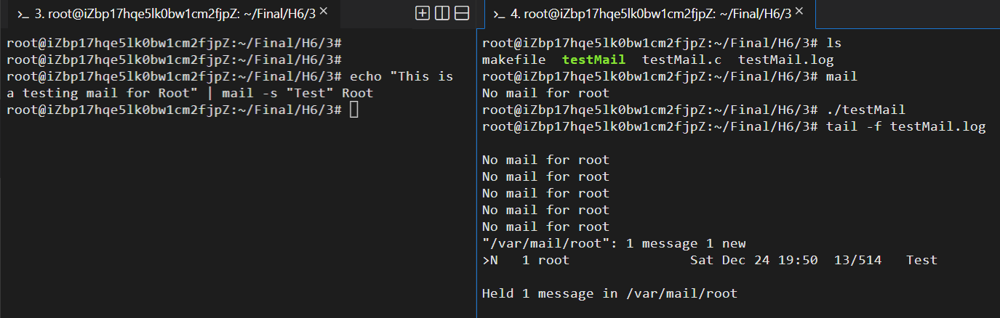 3. root@iZbp17hqe5lk0bw1cm2fjpZ: ~/Final/H6/3
root@iZbp17hqe5lk0bw1cm2fjpZ:~/Final/H6/3#
root@iZbp17hqe5lk0bw1cm2fjpZ:~/Final/H6/3#
root@iZbp17hqe5lk0bw1cm2fjpZ:~/Final/H6/3# echo "This is
a testing mail for Root" | mail -s "Test" Root
root@iZbp17hqe5lk0bw1cm2fjpZ:~/Final/H6/3#
4. root@iZbp17hqe5lk0bw1cm2fjpZ: ~/Final/H6/3
root@iZbp17hqe5lk0bw1cm2fjpZ:~/Final/H6/3# ls
makefile  testMail  testMail.c  testMail.log
root@iZbp17hqe5lk0bw1cm2fjpZ:~/Final/H6/3# mail
No mail for root
root@iZbp17hqe5lk0bw1cm2fjpZ:~/Final/H6/3# ./testMail
root@iZbp17hqe5lk0bw1cm2fjpZ:~/Final/H6/3# tail -f testMail.log
No mail for root
No mail for root
No mail for root
No mail for root
No mail for root
"/var/mail/root": 1 message 1 new
>N   1 root               Sat Dec 24 19:50  13/514   Test
Held 1 message in /var/mail/root